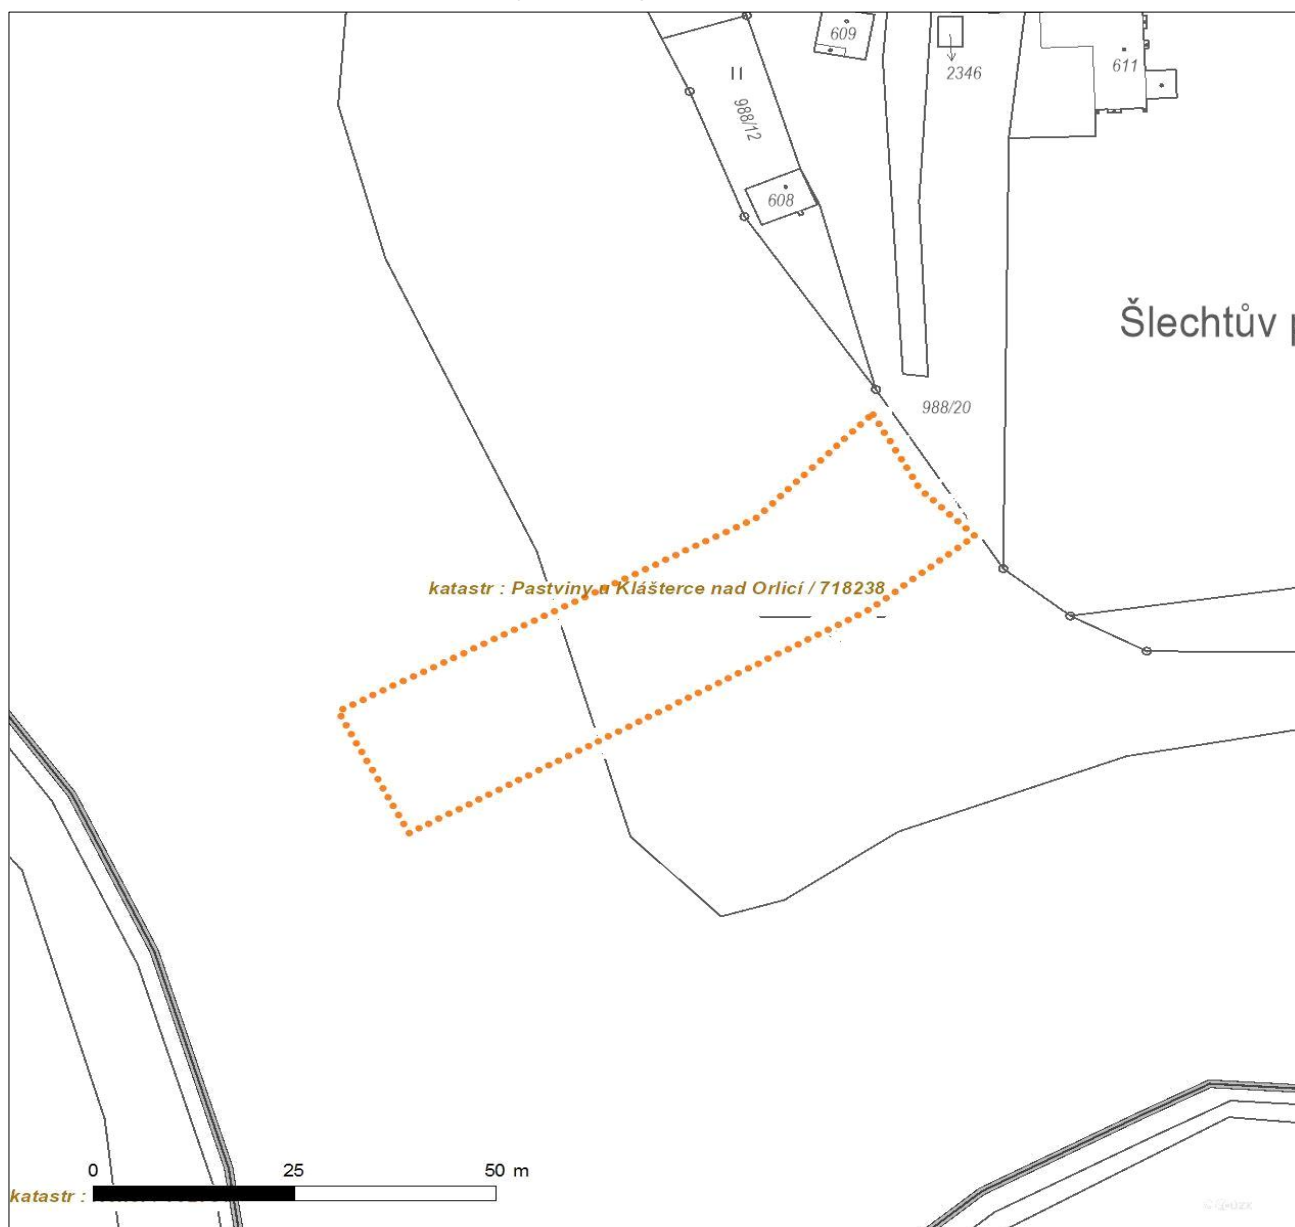 609
2346
611
II
988/12
608
Šlechtův p
988/20
katastr : Pastviny u Klášterce nad Orlicí / 718238
0 25 50 m
katastr :